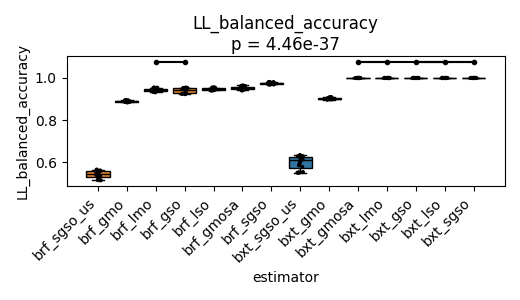 LL_balanced_accuracy
p = 4.46e-37
LL_balanced_accuracy
1.0
0.8
0.6
brf_sgso_us
brf_gmo
brf_lmo
brf_gso
brf_lso
brf_gmosa
brf_sgso
bxt_sgso_us
bxt_gmo
bxt_gmosa
bxt_lmo
bxt_gso
bxt_lso
bxt_sgso
estimator